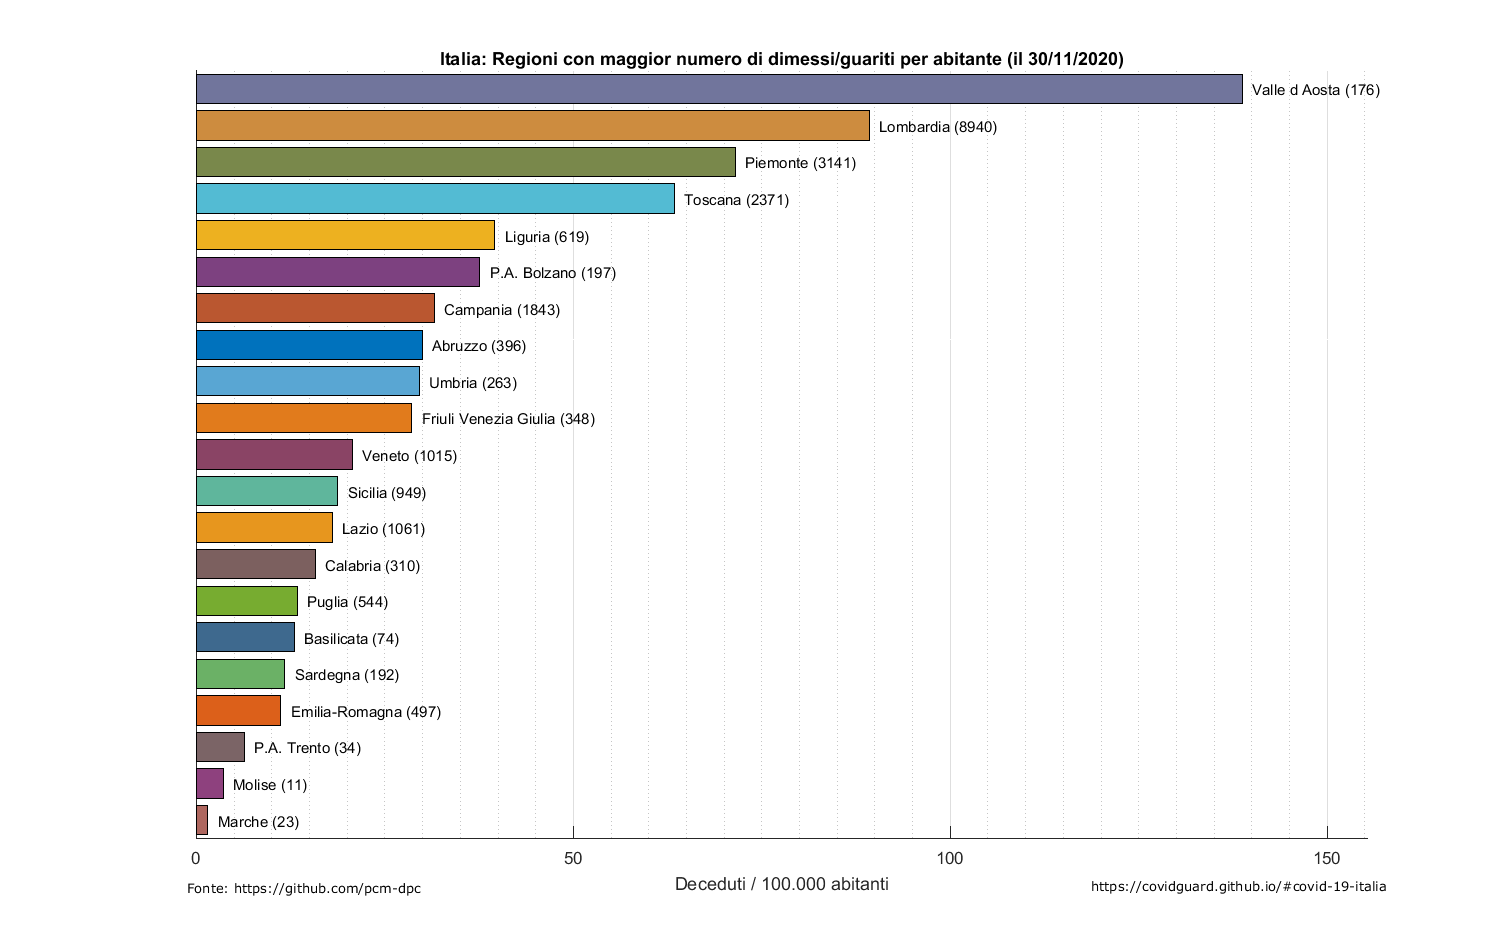 Italia: Regioni con maggior numero di dimessi/guariti per abitante (il 30/11/2020)
Valle d Aosta (176)
Lombardia (8940)
Piemonte (3141)
Toscana (2371)
Liguria (619)
P.A. Bolzano (197)
Campania (1843)
Abruzzo (396)
Umbria (263)
Friuli Venezia Giulia (348)
Veneto (1015)
Sicilia (949)
Lazio (1061)
Calabria (310)
Puglia (544)
Basilicata (74)
Sardegna (192)
Emilia-Romagna (497)
P.A. Trento (34)
Molise (11)
Marche (23)
0 50 100 150
Deceduti / 100.000 abitanti
Fonte: https://github.com/pcm-dpc
https://covidguard.github.io/#covid-19-italia